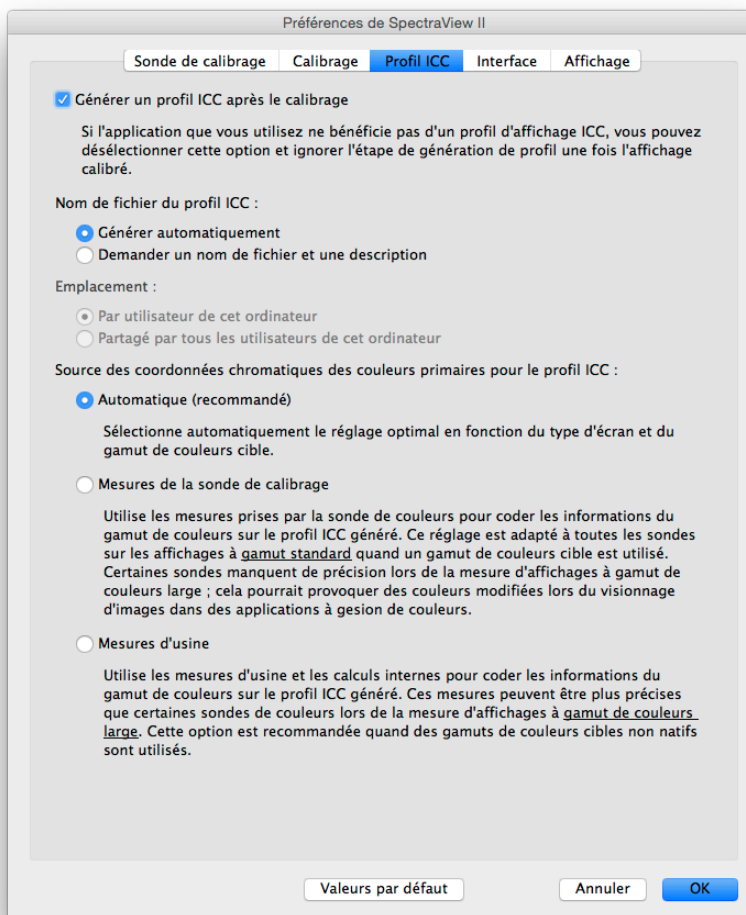 Préférences de SpectraView II
Sonde de calibrage Calibrage Profil ICC Interface Affichage
Générer un profil ICC après le calibrage
Si l'application que vous utilisez ne bénéficie pas d'un profil d'affichage ICC, vous pouvez
désélectionner cette option et ignorer l'étape de génération de profil une fois l'affichage
calibré.
Nom de fichier du profil ICC :
Générer automatiquement
Demander un nom de fichier et une description
Emplacement :
Par utilisateur de cet ordinateur
Partagé par tous les utilisateurs de cet ordinateur
Source des coordonnées chromatiques des couleurs primaires pour le profil ICC :
Automatique (recommandé)
Sélectionne automatiquement le réglage optimal en fonction du type d'écran et du
gamut de couleurs cible.
Mesures de la sonde de calibrage
Utilise les mesures prises par la sonde de couleurs pour coder les informations du
gamut de couleurs sur le profil ICC généré. Ce réglage est adapté à toutes les sondes
sur les affichages à gamut standard quand un gamut de couleurs cible est utilisé.
Certaines sondes manquent de précision lors de la mesure d'affichages à gamut de
couleurs large ; cela pourrait provoquer des couleurs modifiées lors du visionnage
d'images dans des applications à gesion de couleurs.
Mesures d'usine
Utilise les mesures d'usine et les calculs internes pour coder les informations du
gamut de couleurs sur le profil ICC généré. Ces mesures peuvent être plus précises
que certaines sondes de couleurs lors de la mesure d'affichages à gamut de couleurs
large. Cette option est recommandée quand des gamuts de couleurs cibles non natifs
sont utilisés.
Valeurs par défaut Annuler OK